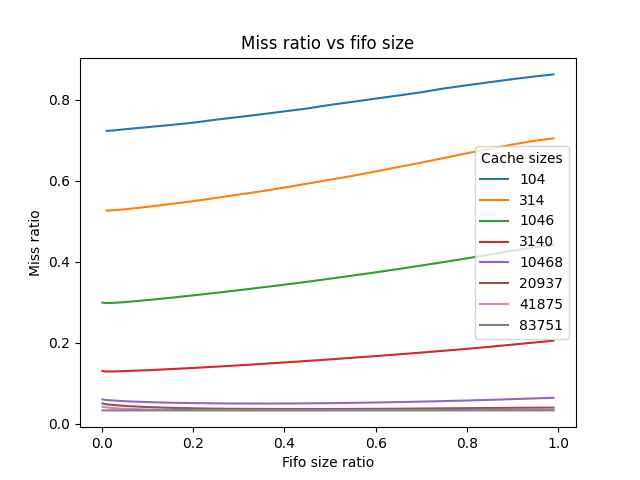 Miss ratio vs fifo size
Miss ratio
0.8
0.6
0.4
0.2
0.0
Cache sizes
104
314
1046
3140
10468
20937
41875
83751
0.0 0.2 0.4 0.6 0.8 1.0
Fifo size ratio